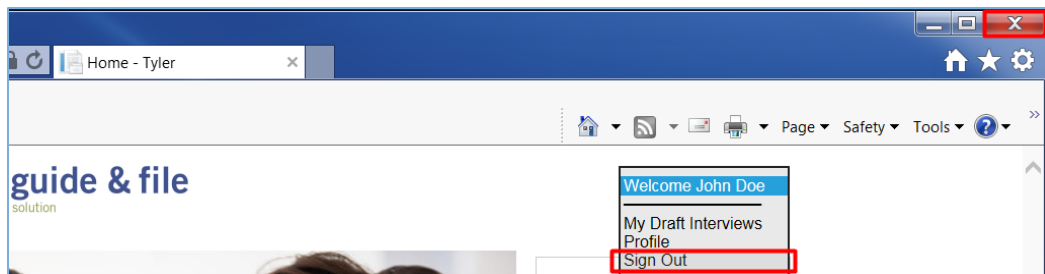 X
Home - Tyler ×
Page Safety Tools ? »
guide & file
solution
Welcome John Doe
My Draft Interviews
Profile
Sign Out